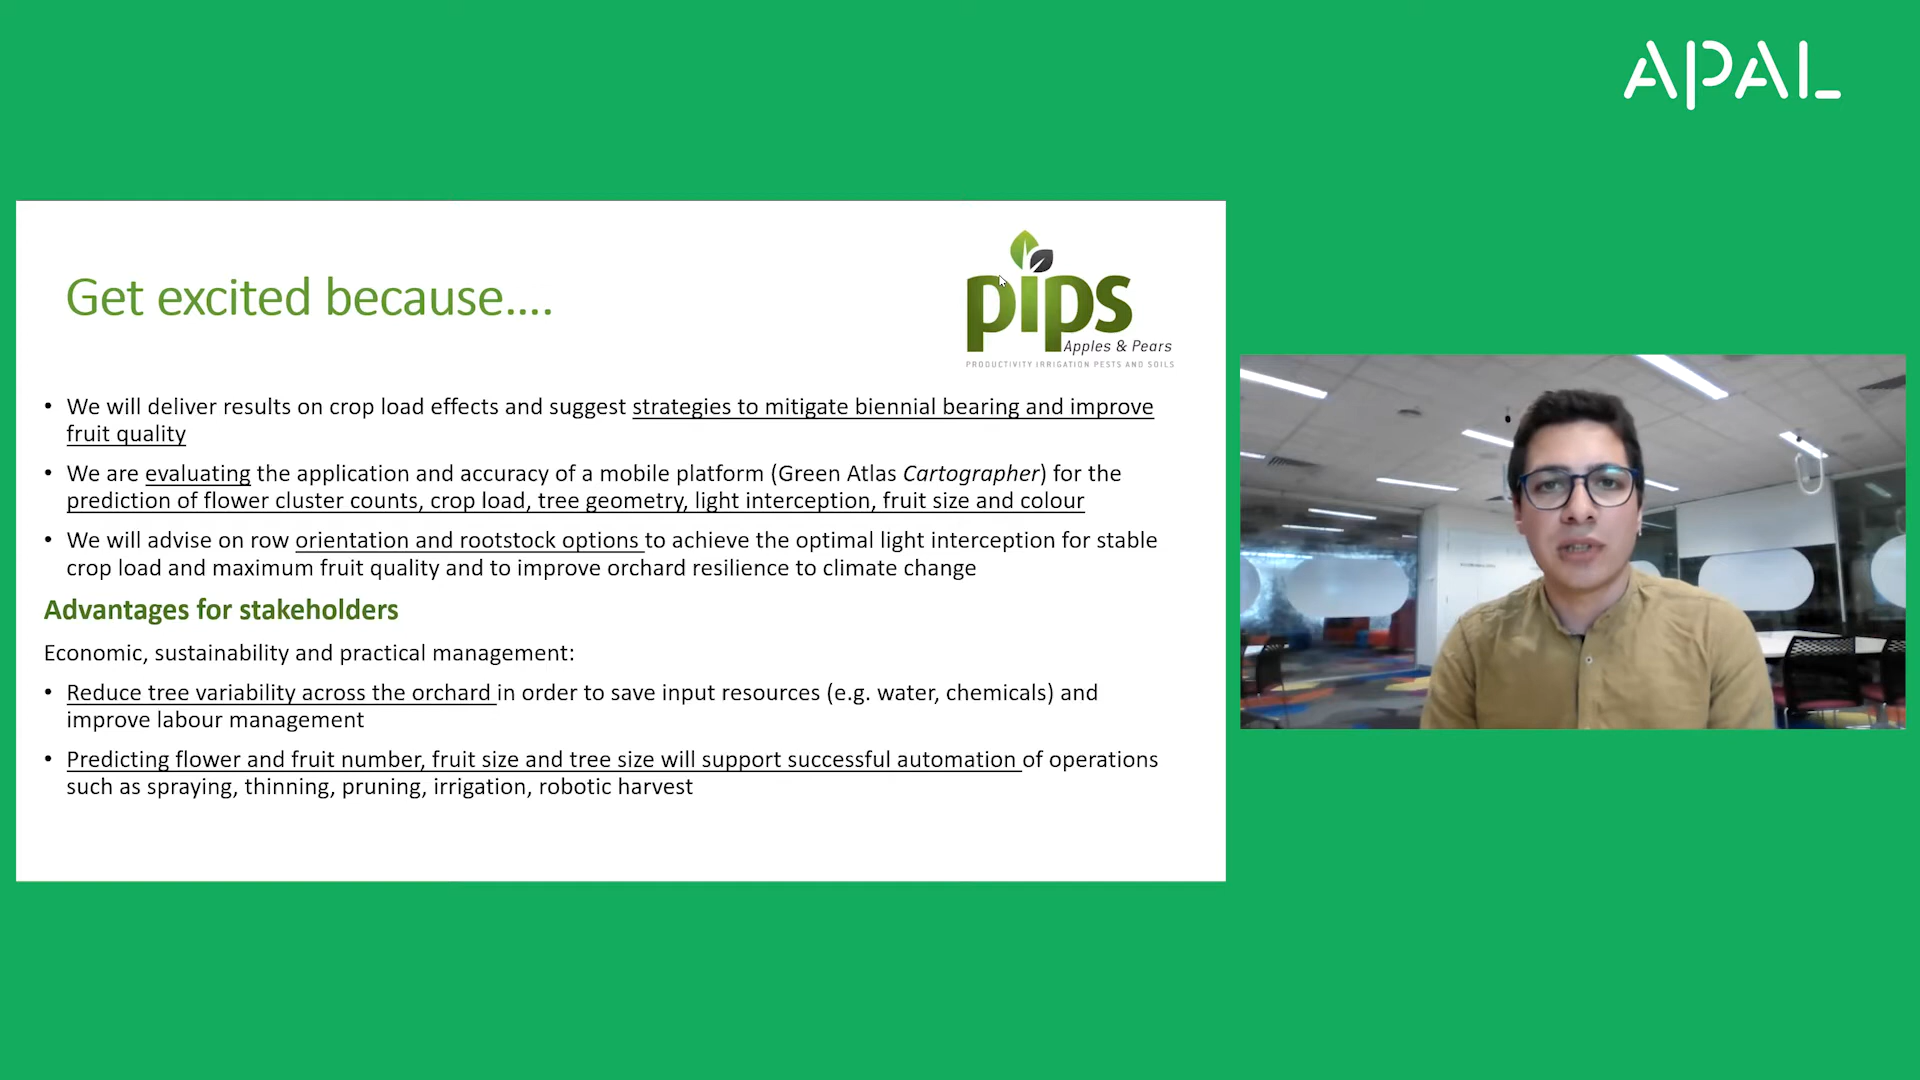 APAL
Get excited because....
pips
Apples & Pears
PRODUCTIVITY IRRIGATION PESTS AND SOILS
• We will deliver results on crop load effects and suggest strategies to mitigate biennial bearing and improve
fruit quality
• We are evaluating the application and accuracy of a mobile platform (Green Atlas Cartographer) for the
prediction of flower cluster counts, crop load, tree geometry, light interception, fruit size and colour
• We will advise on row orientation and rootstock options to achieve the optimal light interception for stable
crop load and maximum fruit quality and to improve orchard resilience to climate change
Advantages for stakeholders
Economic, sustainability and practical management:
• Reduce tree variability across the orchard in order to save input resources (e.g. water, chemicals) and
improve labour management
• Predicting flower and fruit number, fruit size and tree size will support successful automation of operations
such as spraying, thinning, pruning, irrigation, robotic harvest